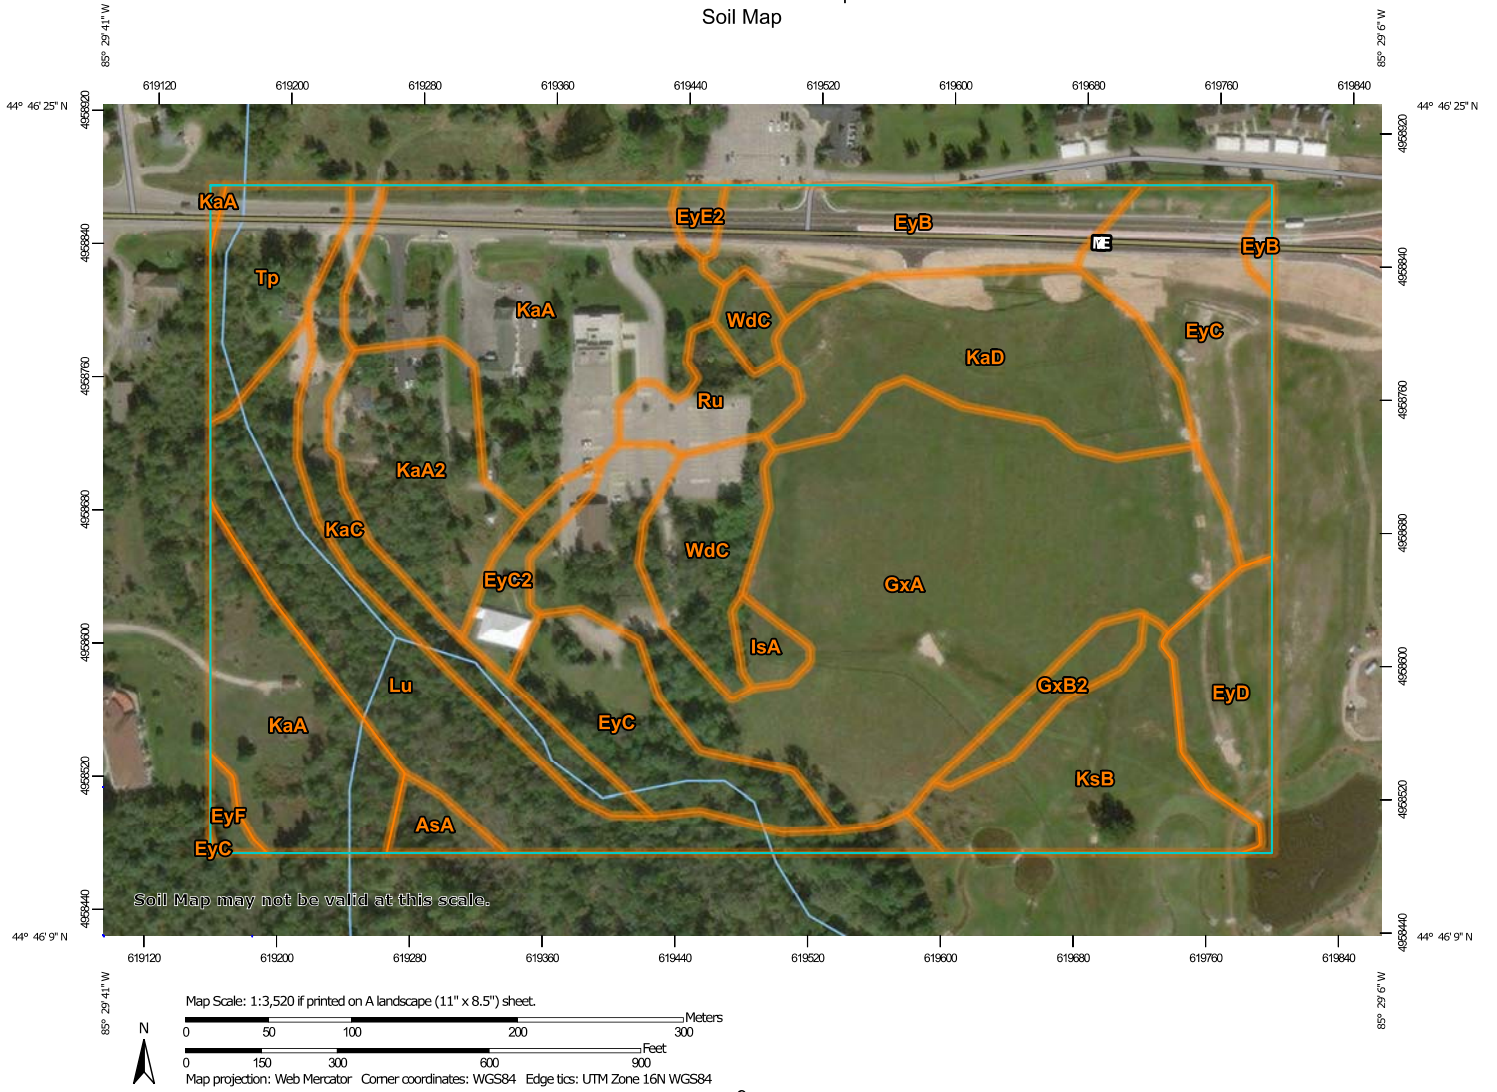 Soil Map
85° 29' 41" W
85° 29' 6" W
619120 619200 619280 619360 619440 619520 619600 619680 619760 619840
44° 46' 25" N
44° 46' 25" N
4958920
4958920
KaA
EyE2
EyB
EyB
4958840
4958840
Tp
KaA
WdC
EyC
KaD
4958760
4958760
Ru
KaA2
4958680
4958680
KaC
WdC
EyC2
GxA
4958600
4958600
IsA
Lu
GxB2
EyD
KaA
EyC
4958520
4958520
KsB
EyF
AsA
EyC
Soil Map may not be valid at this scale.
4958440
4958440
44° 46' 9" N
44° 46' 9" N
619120 619200 619280 619360 619440 619520 619600 619680 619760 619840
85° 29' 41" W
85° 29' 6" W
Map Scale: 1:3,520 if printed on A landscape (11" x 8.5") sheet.
N
Meters
0 50 100 200 300
Feet
0 150 300 600 900
Map projection: Web Mercator Corner coordinates: WGS84 Edge tics: UTM Zone 16N WGS84